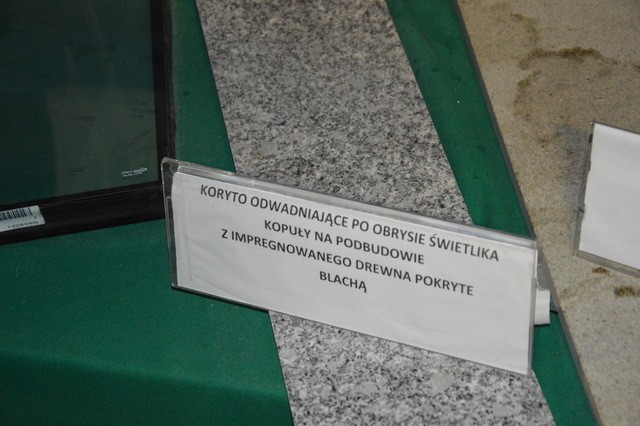 KORYTO ODWADNIAJĄCE PO OBRYSIE ŚWIETLIKA
KOPUŁY NA PODBUDOWIE
Z IMPREGNOWANEGO DREWNA POKRYTE
BLACHĄ